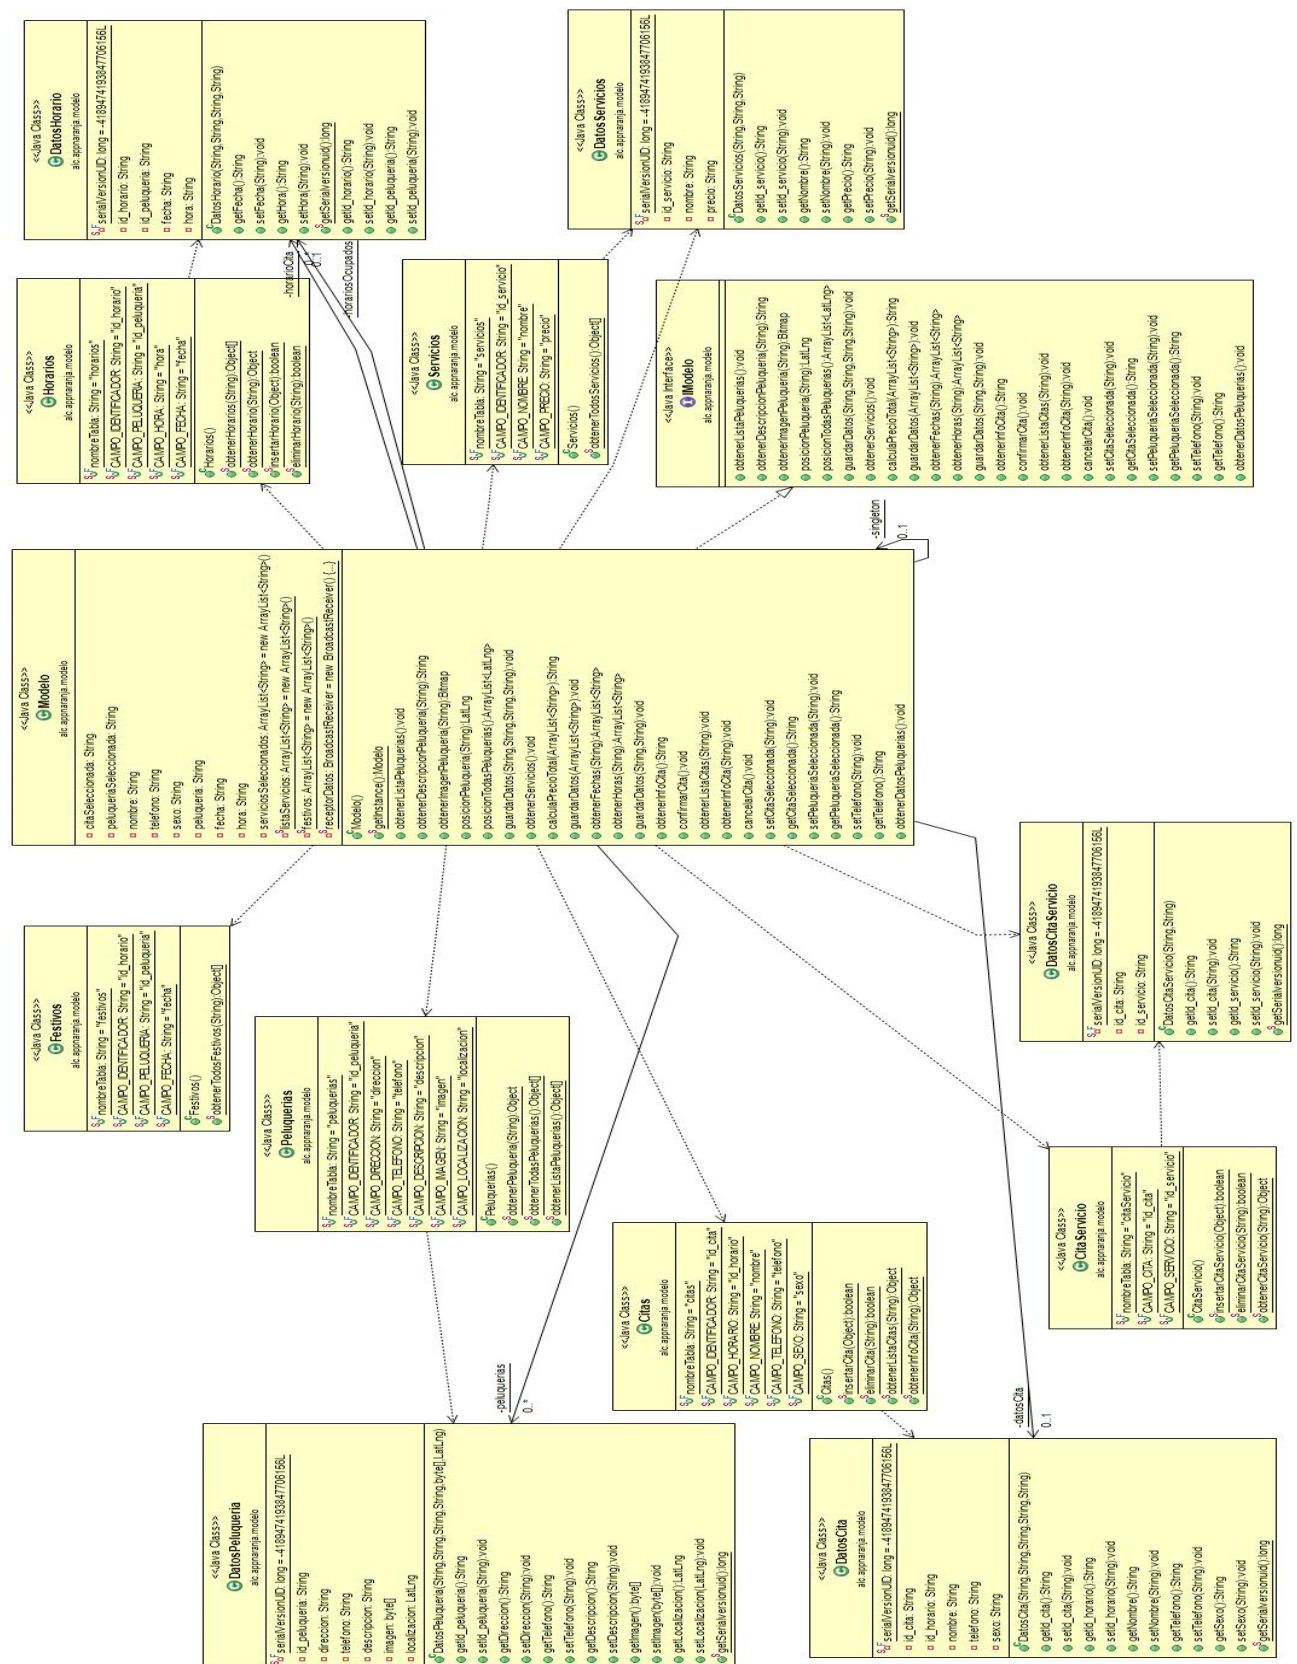 <<Java Class>>
DatosHorario
alc.appnaranja.modelo
serialVersionUID: long = -4189474193847706156L
id_horario: String
id_peluqueria: String
fecha: String
hora: String
DatosHorario(String,String,String,String)
getFecha():String
setFecha(String):void
getHora():String
setHora(String):void
getSerialversionuid():long
getId_horario():String
setId_horario(String):void
getId_peluqueria():String
setId_peluqueria(String):void
<<Java Class>>
DatosServicios
alc.appnaranja.modelo
serialVersionUID: long = -4189474193847706156L
id_servicio: String
nombre: String
precio: String
DatosServicios(String,String,String)
getId_servicio():String
setId_servicio(String):void
getNombre():String
setNombre(String):void
getPrecio():String
setPrecio(String):void
getSerialversionuid():long
<<Java Class>>
Horarios
alc.appnaranja.modelo
nombreTabla: String = "horarios"
CAMPO_IDENTIFICADOR: String = "id_horario"
CAMPO_PELUQUERIA: String = "id_peluqueria"
CAMPO_HORA: String = "hora"
CAMPO_FECHA: String = "fecha"
Horarios()
obtenerHorarios(String):Object[]
obtenerHorario(String):Object
insertarHorario(Object):boolean
eliminarHorario(String):boolean
-horarioCita
0..1
0..*
-horariosOcupados
<<Java Class>>
Servicios
alc.appnaranja.modelo
nombreTabla: String = "servicios"
CAMPO_IDENTIFICADOR: String = "id_servicio"
CAMPO_NOMBRE: String = "nombre"
CAMPO_PRECIO: String = "precio"
Servicios()
obtenerTodosServicios():Object[]
<<Java Interface>>
IModelo
alc.appnaranja.modelo
obtenerListaPeluquerias():void
obtenerDescripcionPeluqueria(String):String
obtenerImagenPeluqueria(String):Bitmap
posicionPeluqueria(String):LatLng
posicionTodasPeluquerias():ArrayList<LatLng>
guardarDatos(String,String,String,String):void
obtenerServicios():void
calculaPrecioTotal(ArrayList<String>):String
guardarDatos(ArrayList<String>):void
obtenerFechas(String):ArrayList<String>
obtenerHoras(String):ArrayList<String>
guardarDatos(String,String):void
obtenerInfoCita():String
confirmarCita():void
obtenerListaCitas(String):String
obtenerInfoCita(String):String
cancelarCita():void
setCitaSeleccionada(String):void
getCitaSeleccionada():String
setPeluqueriaSeleccionada(String):void
getPeluqueriaSeleccionada():String
setTelefono(String):void
getTelefono():String
obtenerDatosPeluquerias():void
-singleton
0..1
<<Java Class>>
Modelo
alc.appnaranja.modelo
citaSeleccionada: String
peluqueriaSeleccionada: String
nombre: String
telefono: String
sexo: String
peluqueria: String
fecha: String
hora: String
serviciosSeleccionados: ArrayList<String> = new ArrayList<String>()
listaServicios: ArrayList<String> = new ArrayList<String>()
festivos: ArrayList<String> = new ArrayList<String>()
receptorDatos: BroadcastReceiver = new BroadcastReceiver() {...}
Modelo()
getInstance():Modelo
obtenerListaPeluquerias():void
obtenerDescripcionPeluqueria(String):String
obtenerImagenPeluqueria(String):Bitmap
posicionPeluqueria(String):LatLng
posicionTodasPeluquerias():ArrayList<LatLng>
guardarDatos(String,String,String,String):void
obtenerServicios():void
calculaPrecioTotal(ArrayList<String>):String
guardarDatos(ArrayList<String>):void
obtenerFechas(String):ArrayList<String>
obtenerHoras(String):ArrayList<String>
guardarDatos(String,String):void
obtenerInfoCita():String
confirmarCita():void
obtenerListaCitas(String):void
obtenerInfoCita(String):void
cancelarCita():void
setCitaSeleccionada(String):void
getCitaSeleccionada():String
setPeluqueriaSeleccionada(String):void
getPeluqueriaSeleccionada():String
setTelefono(String):void
getTelefono():String
obtenerDatosPeluquerias():void
<<Java Class>>
Festivos
alc.appnaranja.modelo
nombreTabla: String = "festivos"
CAMPO_IDENTIFICADOR: String = "id_horario"
CAMPO_PELUQUERIA: String = "id_peluqueria"
CAMPO_FECHA: String = "fecha"
Festivos()
obtenerTodosFestivos(String):Object[]
<<Java Class>>
Peluquerias
alc.appnaranja.modelo
nombreTabla: String = "peluquerias"
CAMPO_IDENTIFICADOR: String = "id_peluqueria"
CAMPO_DIRECCION: String = "direccion"
CAMPO_TELEFONO: String = "telefono"
CAMPO_DESCRIPCION: String = "descripcion"
CAMPO_IMAGEN: String = "imagen"
CAMPO_LOCALIZACION: String = "localizacion"
Peluquerias()
obtenerPeluqueria(String):Object
obtenerTodasPeluquerias():Object[]
obtenerListaPeluquerias():Object[]
<<Java Class>>
DatosCitaServicio
alc.appnaranja.modelo
serialVersionUID: long = -4189474193847706156L
id_cita: String
id_servicio: String
DatosCitaServicio(String,String)
getId_cita():String
setId_cita(String):void
getId_servicio():String
setId_servicio(String):void
getSerialversionuid():long
<<Java Class>>
Citas
alc.appnaranja.modelo
nombreTabla: String = "citas"
CAMPO_IDENTIFICADOR: String = "id_cita"
CAMPO_HORARIO: String = "id_horario"
CAMPO_NOMBRE: String = "nombre"
CAMPO_TELEFONO: String = "telefono"
CAMPO_SEXO: String = "sexo"
Citas()
insertarCita(Object):boolean
eliminarCita(String):boolean
obtenerListaCitas(String):Object
obtenerInfoCita(String):Object
<<Java Class>>
CitaServicio
alc.appnaranja.modelo
nombreTabla: String = "citaServicio"
CAMPO_CITA: String = "id_cita"
CAMPO_SERVICIO: String = "id_servicio"
CitaServicio()
insertarCitaServicio(Object):boolean
eliminarCitaServicio(String):boolean
obtenerCitaServicio(String):Object
-peluquerias
0..*
-datosCita
0..1
<<Java Class>>
DatosPeluqueria
alc.appnaranja.modelo
serialVersionUID: long = -4189474193847706156L
id_peluqueria: String
direccion: String
telefono: String
descripcion: String
imagen: byte[]
localizacion: LatLng
DatosPeluqueria(String,String,String,String,byte[],LatLng)
getId_peluqueria():String
setId_peluqueria(String):void
getDireccion():String
setDireccion(String):void
getTelefono():String
setTelefono(String):void
getDescripcion():String
setDescripcion(String):void
getImagen():byte[]
setImagen(byte[]):void
getLocalizacion():LatLng
setLocalizacion(LatLng):void
getSerialversionuid():long
<<Java Class>>
DatosCita
alc.appnaranja.modelo
serialVersionUID: long = -4189474193847706156L
id_cita: String
id_horario: String
nombre: String
telefono: String
sexo: String
DatosCita(String,String,String,String,String)
getId_cita():String
setId_cita(String):void
getId_horario():String
setId_horario(String):void
getNombre():String
setNombre(String):void
getTelefono():String
setTelefono(String):void
getSexo():String
setSexo(String):void
getSerialversionuid():long